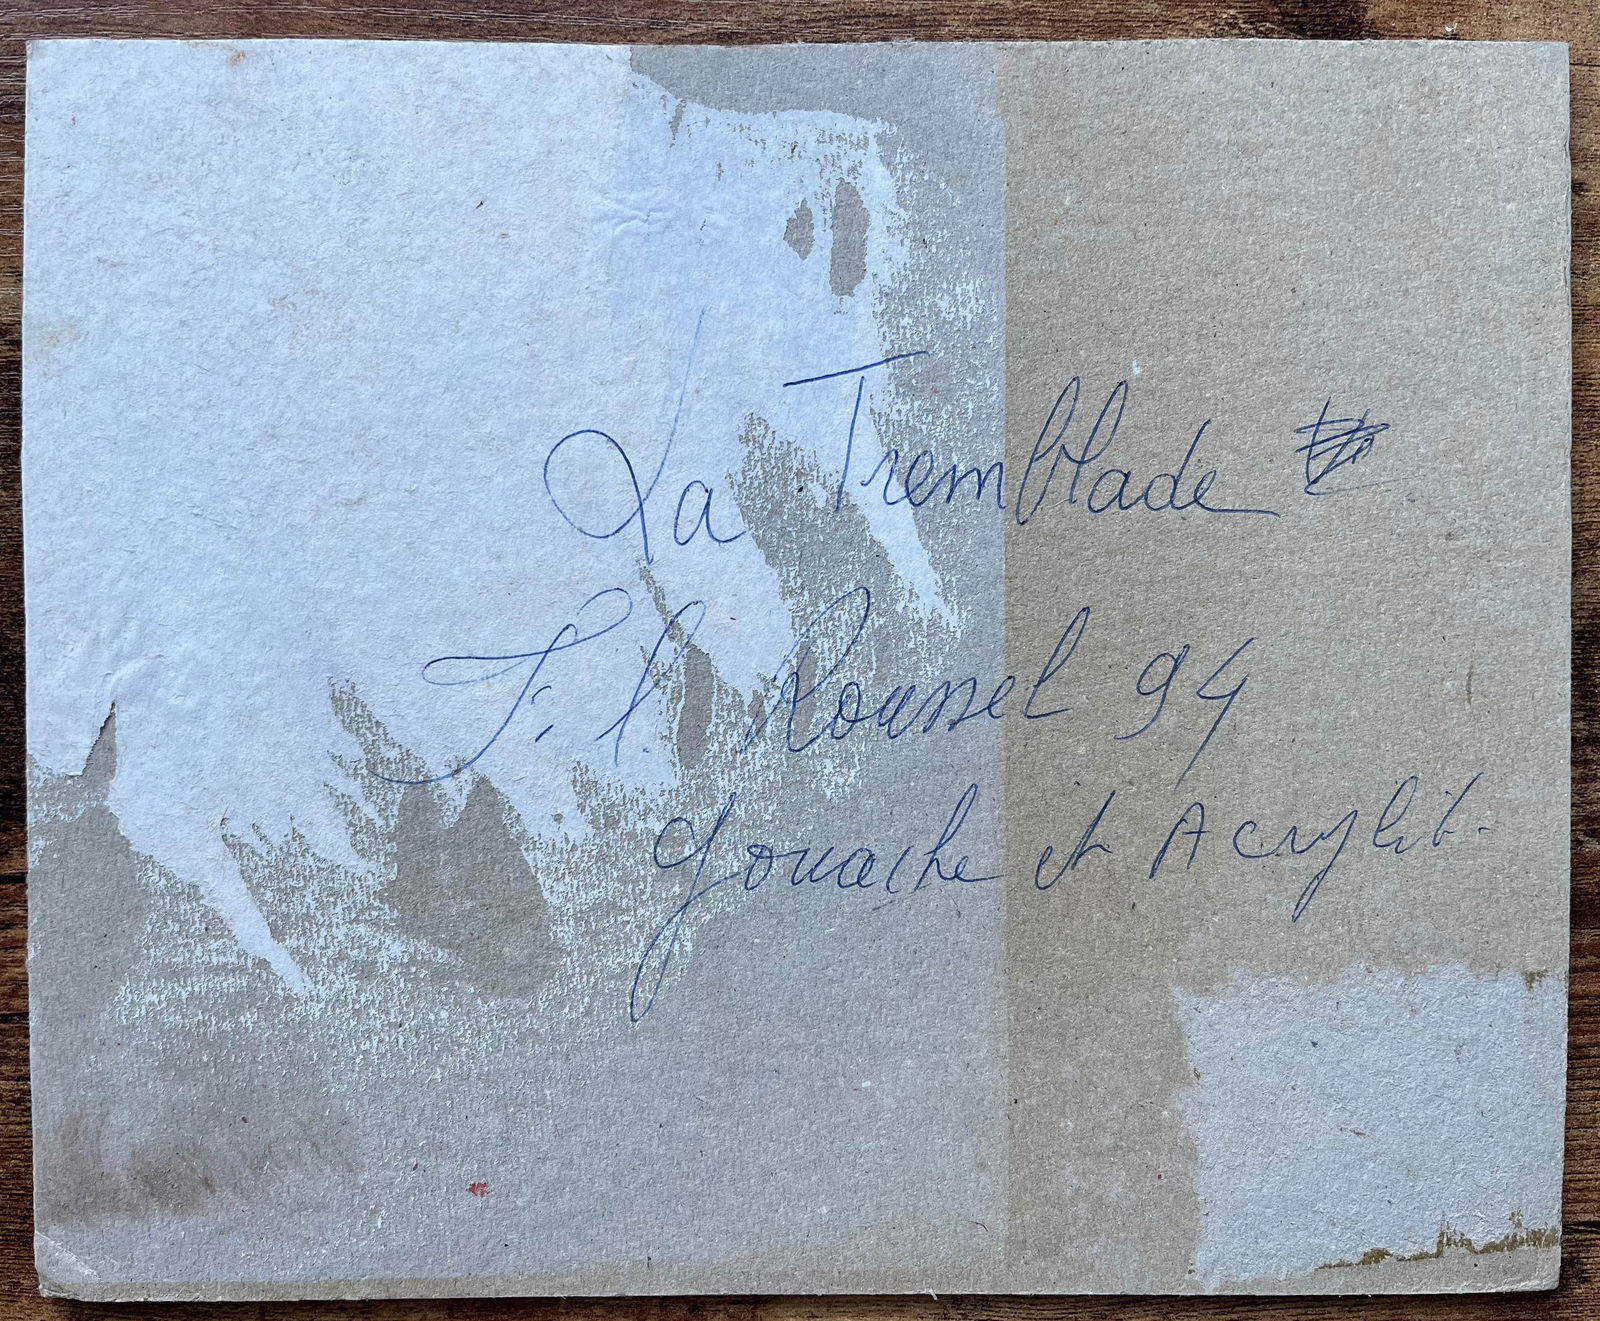 La Tremblade
J. P. Roussel 94
Gouache et Acrylic.